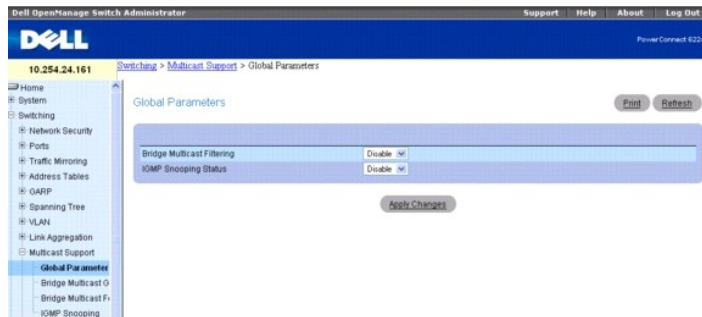 Dell OpenManage Switch Administrator Support Help About Log Out
DELL
PowerConnect
10.254.24.161
Switching > Multicast Support > Global Parameters
Home
System
Switching
Network Security
Ports
Traffic Mirroring
Address Tables
GARP
Spanning Tree
VLAN
Link Aggregation
Multicast Support
Global Parameter
Bridge Multicast G
Bridge Multicast F
IGMP Snooping
Global Parameters
Print Refresh
Bridge Multicast Filtering Disable
IGMP Snooping Status Disable
Apply Changes